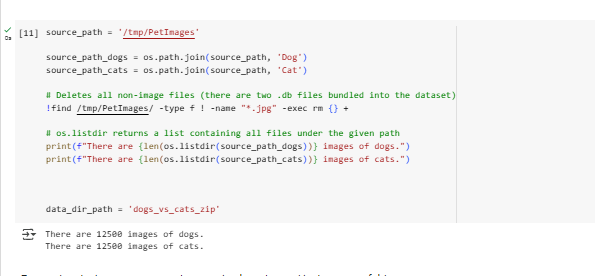 [11] source_path = '/tmp/PetImages'
0s
source_path_dogs = os.path.join(source_path, 'Dog')
source_path_cats = os.path.join(source_path, 'Cat')
# Deletes all non-image files (there are two .db files bundled into the dataset)
!find /tmp/PetImages/ -type f ! -name "*.jpg" -exec rm {} +
# os.listdir returns a list containing all files under the given path
print(f"There are {len(os.listdir(source_path_dogs))} images of dogs.")
print(f"There are {len(os.listdir(source_path_cats))} images of cats.")
data_dir_path = 'dogs_vs_cats_zip'
There are 12500 images of dogs.
There are 12500 images of cats.